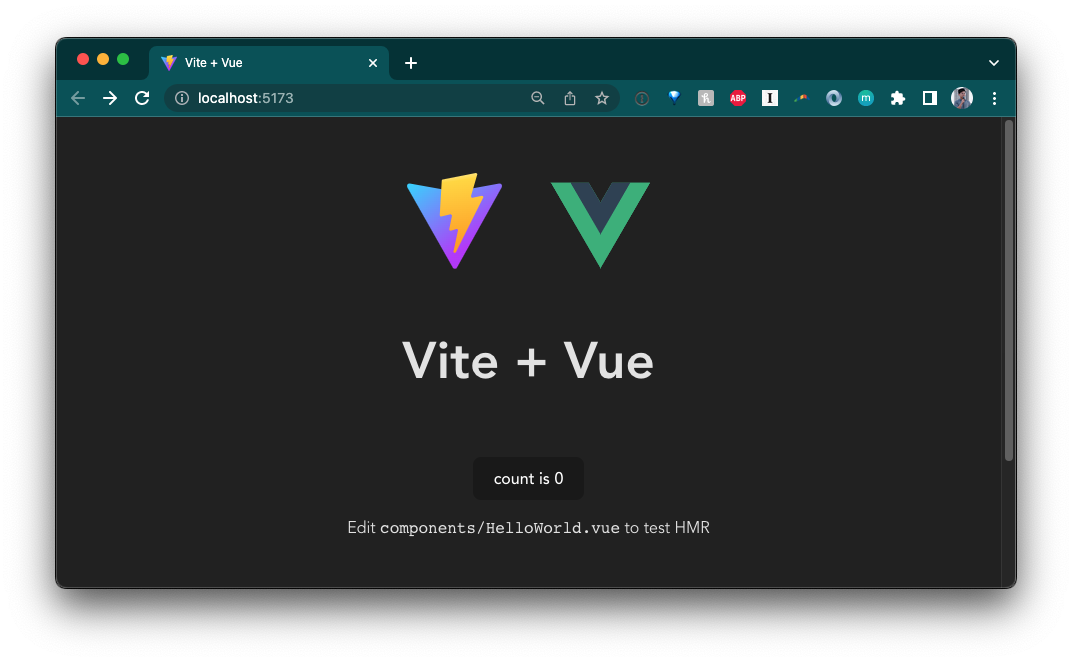 Vite + Vue
localhost:5173
ABP
I
m
Vite + Vue
count is 0
Edit components/HelloWorld.vue to test HMR